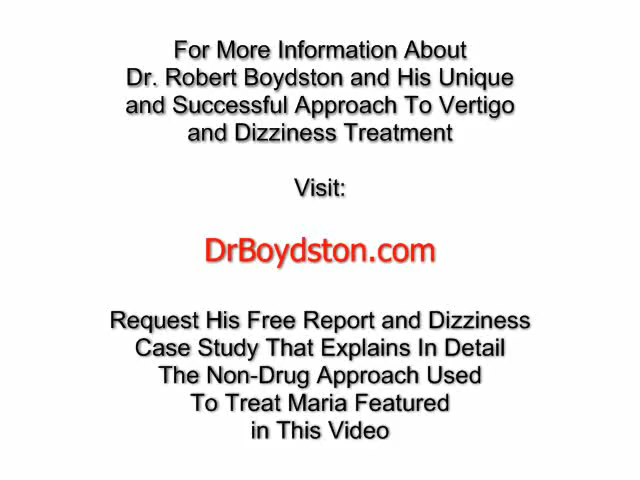 For More Information About
Dr. Robert Boydston and His Unique
and Successful Approach To Vertigo
and Dizziness Treatment
Visit:
DrBoydston.com
Request His Free Report and Dizziness
Case Study That Explains In Detail
The Non-Drug Approach Used
To Treat Maria Featured
in This Video